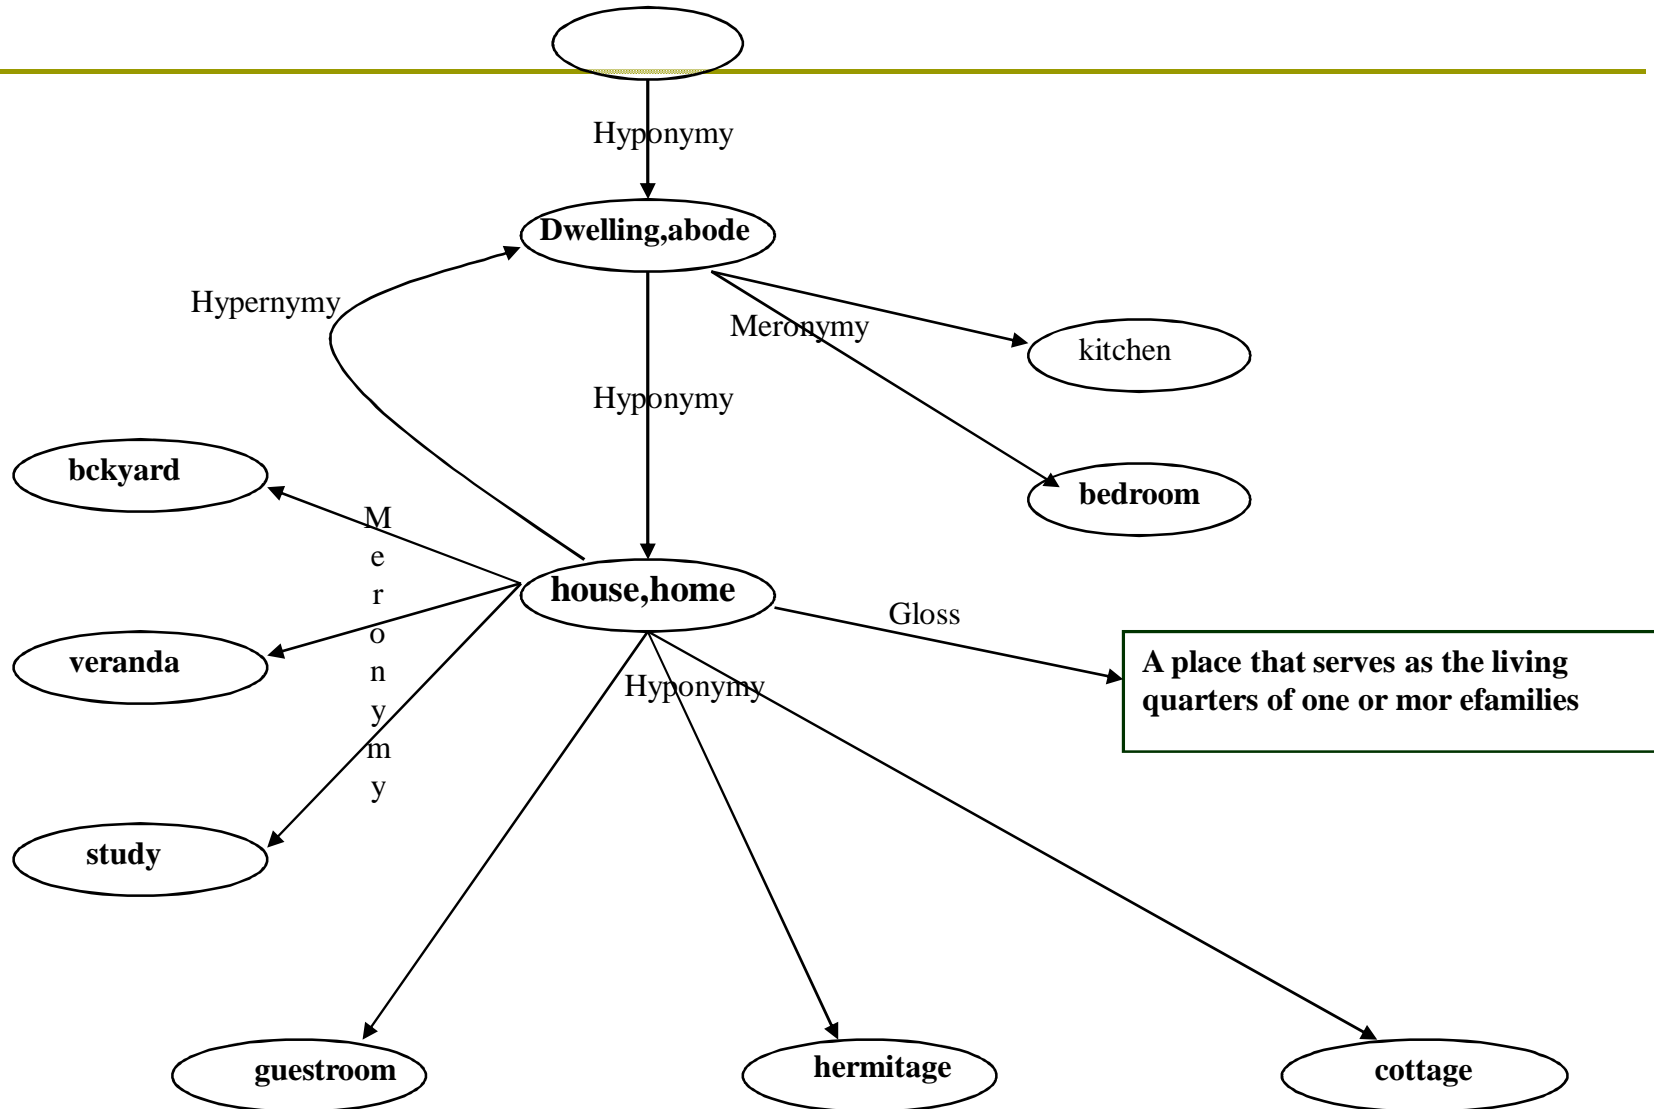 Hyponymy
Dwelling,abode
Hypernymy
Meronymy
kitchen
Hyponymy
bckyard
bedroom
Meronymy
house,home
Gloss
veranda
A place that serves as the living
quarters of one or mor efamilies
Hyponymy
study
guestroom
hermitage
cottage